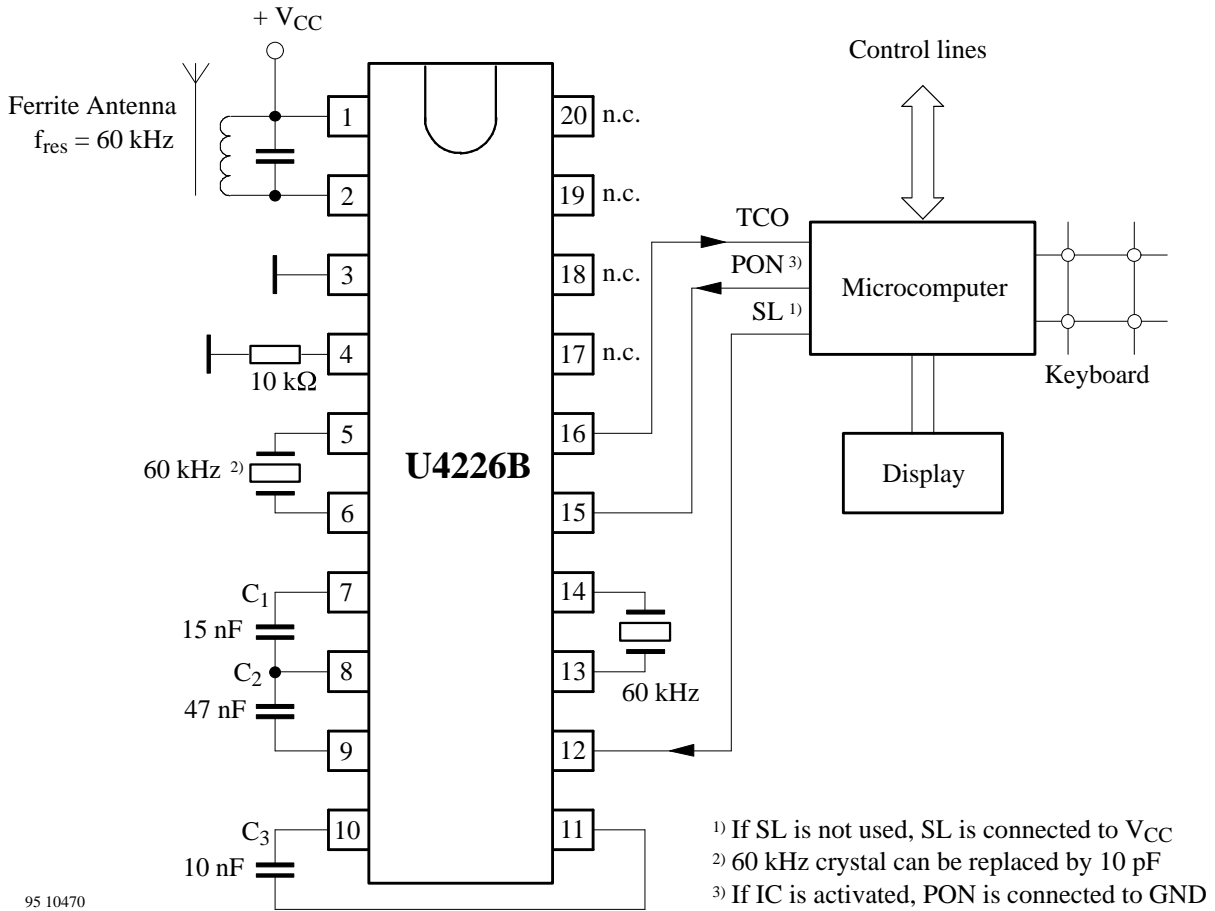 + VCC
Control lines
Ferrite Antenna
fres = 60 kHz
1
20 n.c.
2
19 n.c.
TCO
3
18 n.c.
PON 3)
Microcomputer
SL 1)
4
17 n.c.
10 kΩ
Keyboard
5
16
60 kHz 2)
U4226B
Display
6
15
C1
7
14
15 nF
C2
8
13
60 kHz
47 nF
9
12
C3
10
11
10 nF
1) If SL is not used, SL is connected to VCC
2) 60 kHz crystal can be replaced by 10 pF
3) If IC is activated, PON is connected to GND
95 10470